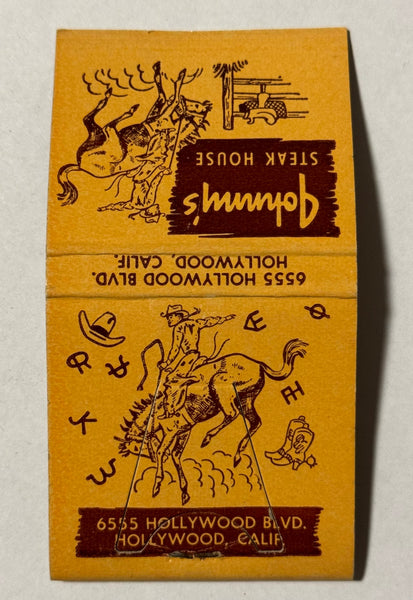 Johnny's
STEAK HOUSE
6555 HOLLYWOOD BLVD.
HOLLYWOOD, CALIF.
6555 HOLLYWOOD BLVD.
HOLLYWOOD, CALIF.